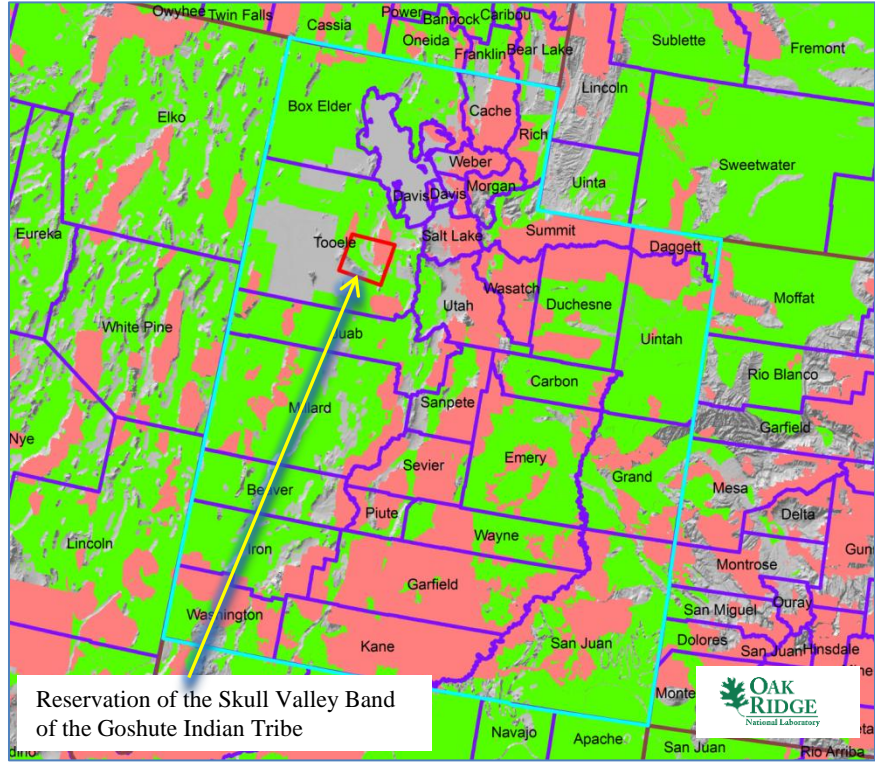 Owyhee Twin Falls
Cassia
Power
Bannock
Caribou
Oneida
Franklin
Bear Lake
Sublette
Fremont
Lincoln
Elko
Box Elder
Cache
Rich
Weber
Sweetwater
Uinta
Davis
Davis
Morgan
Eureka
Tooele
Salt Lake
Summit
Daggett
Wasatch
Utah
Duchesne
Moffat
White Pine
uab
Uintah
Rio Blanco
Carbon
Millard
Sanpete
Garfield
Nye
Sevier
Emery
Grand
Mesa
Beaver
Delta
Piute
Wayne
Lincoln
Iron
Montrose
Gun
Garfield
Washington
Ouray
San Miguel
Kane
San Juan
Dolores
San Juan
Hinsdale
Monte
Reservation of the Skull Valley Band
of the Goshute Indian Tribe
OAK
RIDGE
National Laboratory
Navajo
Apache
San Juan
Rio Arriba